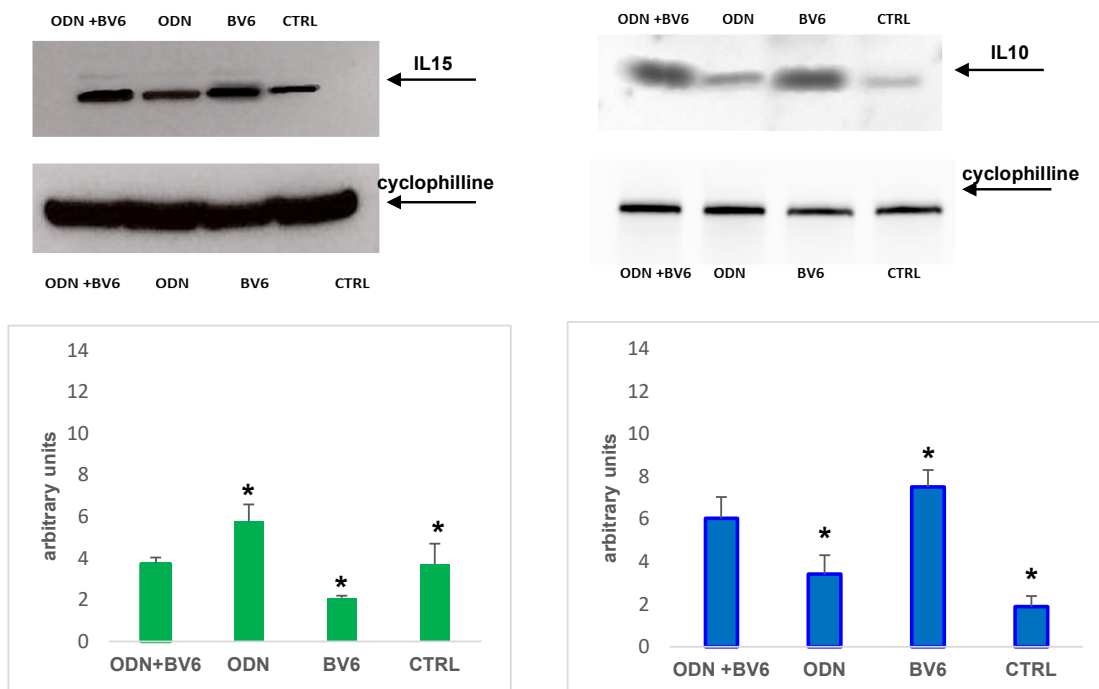 ODN +BV6 ODN BV6 CTRL
IL15
cyclophilline
ODN +BV6 ODN BV6 CTRL
14
12
10
8
6
4
2
0
arbitrary units
*
*
*
ODN+BV6 ODN BV6 CTRL
ODN +BV6 ODN BV6 CTRL
IL10
cyclophilline
ODN +BV6 ODN BV6 CTRL
14
12
10
8
6
4
2
0
arbitrary units
*
*
*
ODN +BV6 ODN BV6 CTRL